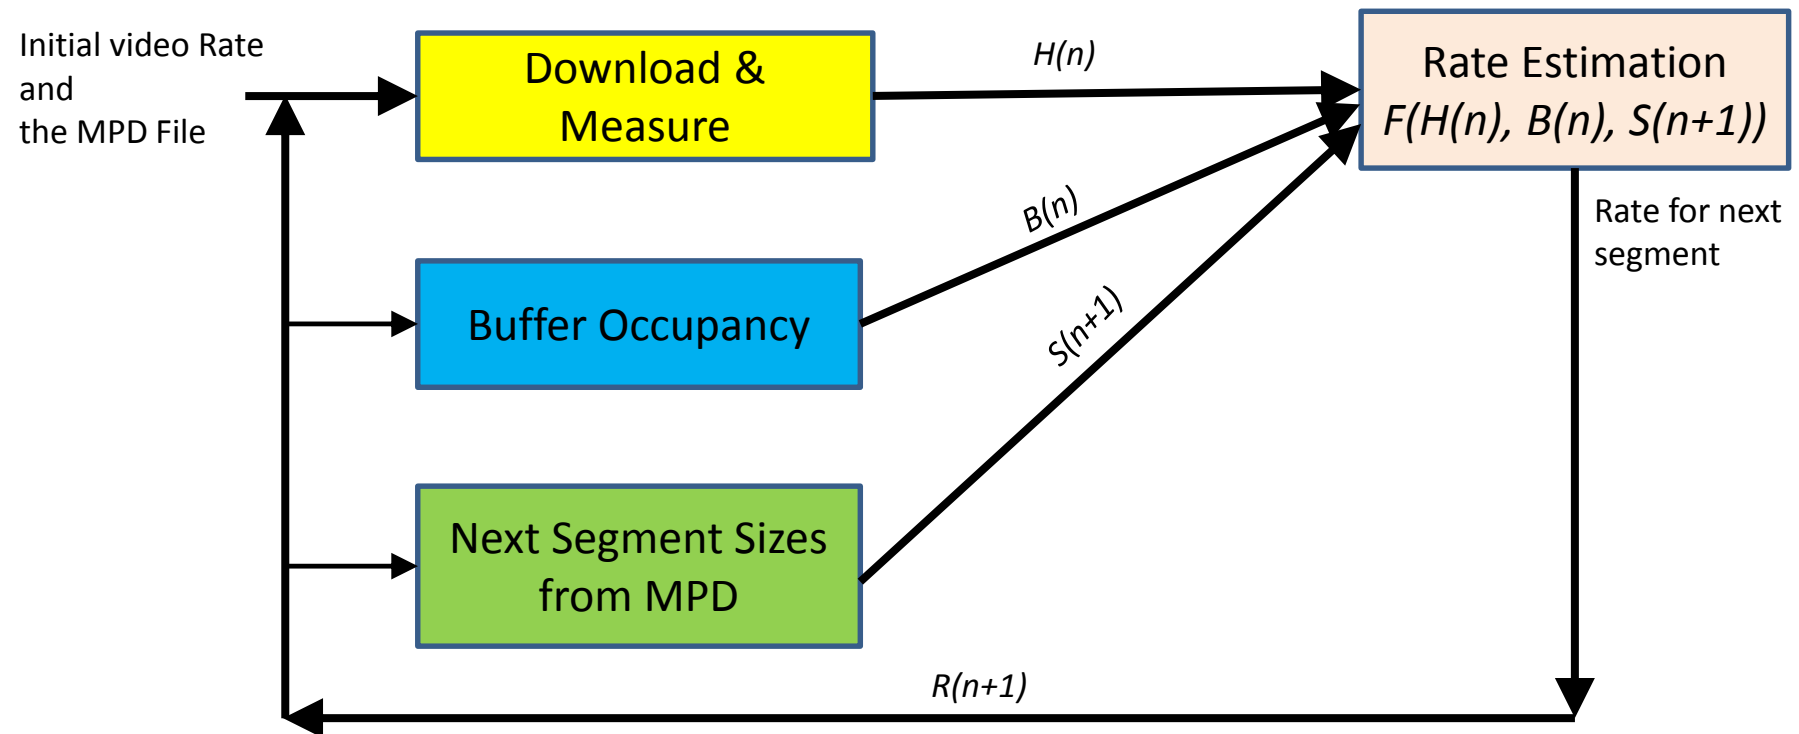 Initial video Rate
and
the MPD File
Download &
Measure
H(n)
Rate Estimation
F(H(n), B(n), S(n+1))
B(n)
Rate for next
segment
Buffer Occupancy
S(n+1)
Next Segment Sizes
from MPD
R(n+1)